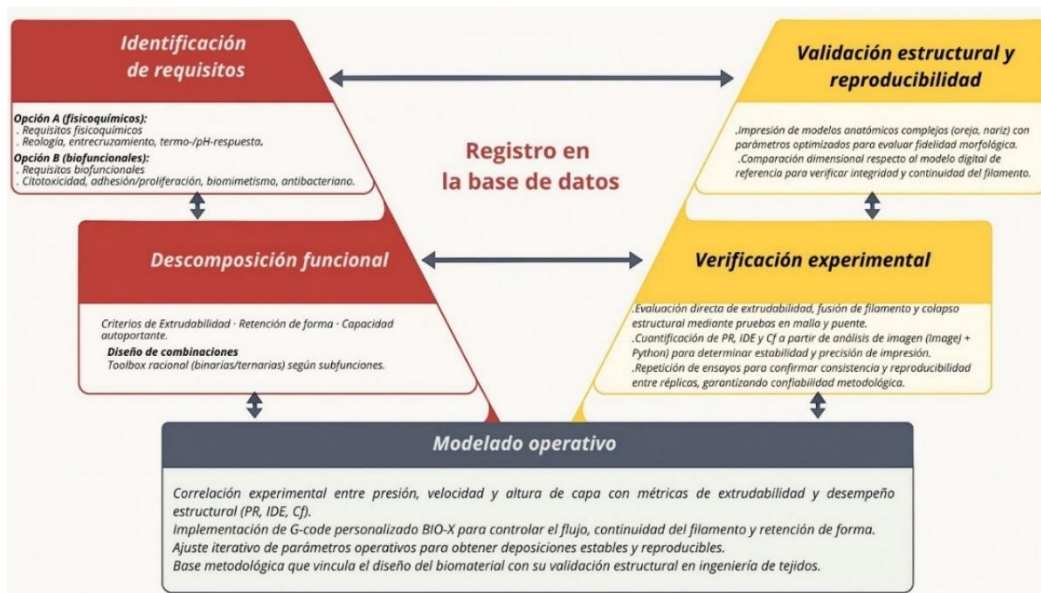 Identificación
de requisitos
Opción A (fisicoquímicos):
. Requisitos fisicoquímicos
. Reología, entrecruzamiento, termo-/pH-respuesta.
Opción B (biofuncionales):
. Requisitos biofuncionales
. Citotoxicidad, adhesión/proliferación, biomimetismo, antibacteriano.
Registro en
la base de datos
Validación estructural y
reproducibilidad
.Impresión de modelos anatómicos complejos (oreja, nariz) con
parámetros optimizados para evaluar fidelidad morfológica.
.Comparación dimensional respecto al modelo digital de
referencia para verificar integridad y continuidad del filamento.
Descomposición funcional
Criterios de Extrudabilidad · Retención de forma · Capacidad
autoportante.
Diseño de combinaciones
Toolbox racional (binarias/ternarias) según subfunciones.
Verificación experimental
.Evaluación directa de extrudabilidad, fusión de filamento y colapso
estructural mediante pruebas en malla y puente.
.Cuantificación de PR, IDE y Cf a partir de análisis de imagen (ImageJ +
Python) para determinar estabilidad y precisión de impresión.
.Repetición de ensayos para confirmar consistencia y reproducibilidad
entre réplicas, garantizando confiabilidad metodológica.
Modelado operativo
Correlación experimental entre presión, velocidad y altura de capa con métricas de extrudabilidad y desempeño
estructural (PR, IDE, Cf).
Implementación de G-code personalizado BIO-X para controlar el flujo, continuidad del filamento y retención de forma.
Ajuste iterativo de parámetros operativos para obtener deposiciones estables y reproducibles.
Base metodológica que vincula el diseño del biomaterial con su validación estructural en ingeniería de tejidos.